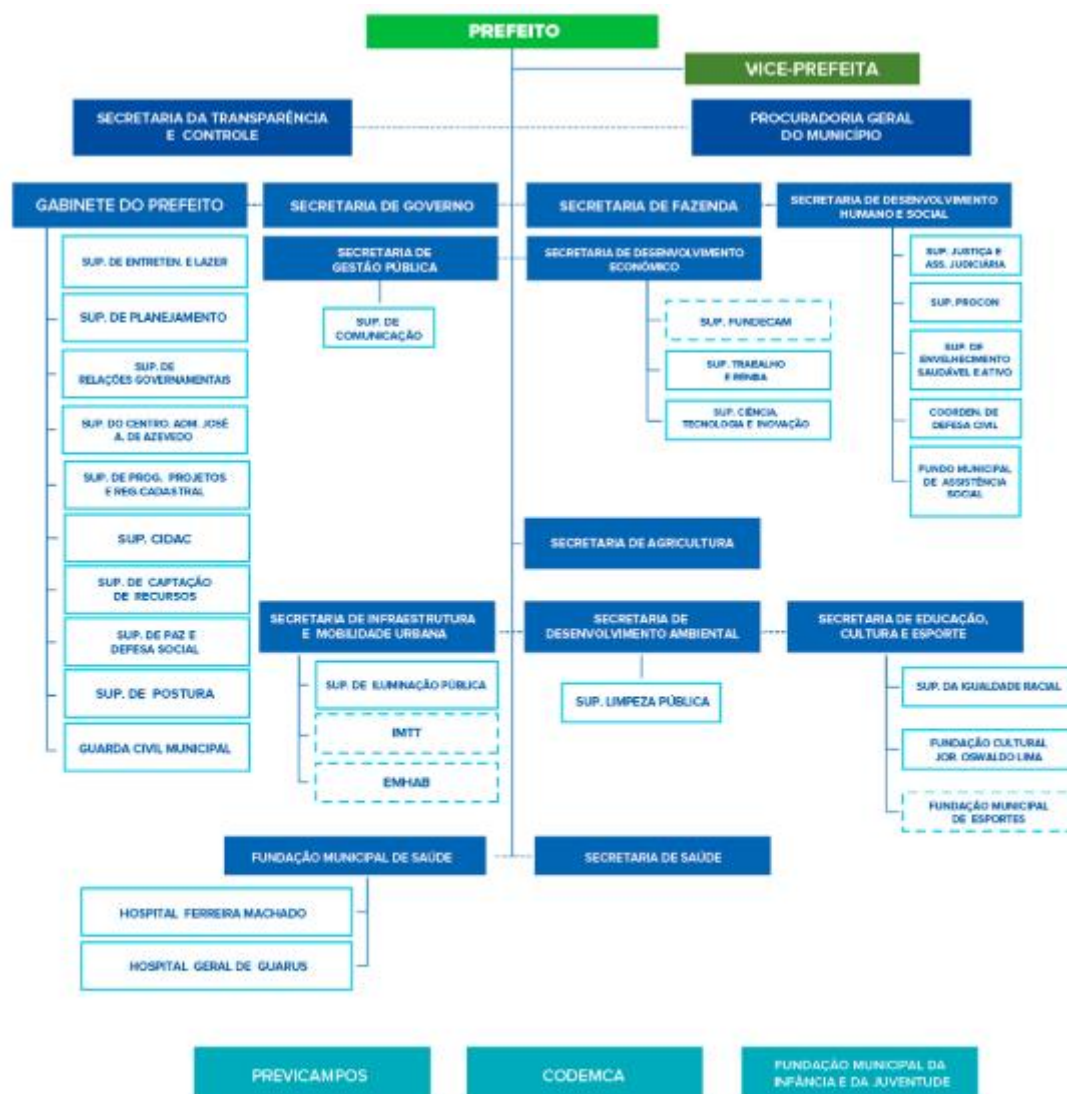 PREFEITO
VICE-PREFEITA
SECRETARIA DA TRANSPARÊNCIA
E CONTROLE
PROCURADORIA GERAL
DO MUNICÍPIO
GABINETE DO PREFEITO
SECRETARIA DE GOVERNO
SECRETARIA DE FAZENDA
SECRETARIA DE DESENVOLVIMENTO
HUMANO E SOCIAL
SECRETARIA DE
GESTÃO PÚBLICA
SECRETARIA DE DESENVOLVIMENTO
ECONÔMICO
SUP. DE ENTRETEN. E LAZER
SUP. DE PLANEJAMENTO
SUP. DE
RELAÇÕES GOVERNAMENTAIS
SUP. DO CENTRO. ADM. JOSÉ
A. DE AZEVEDO
SUP. DE PROG. PROJETOS
E REG.CADASTRAL
SUP. CIDAC
SUP. DE CAPTAÇÃO
DE RECURSOS
SUP. DE PAZ E
DEFESA SOCIAL
SUP. DE POSTURA
GUARDA CIVIL MUNICIPAL
SUP. DE
COMUNICAÇÃO
SUP. FUNDECAM
SUP. TRABALHO
E RENDA
SUP. CIÊNCIA,
TECNOLOGIA E INOVAÇÃO
SUP. JUSTIÇA E
ASS. JUDICIÁRIA
SUP. PROCON
SUP. DE
ENVELHECIMENTO
SAUDÁVEL E ATIVO
COORDEN. DE
DEFESA CIVIL
FUNDO MUNICIPAL
DE ASSISTÊNCIA
SOCIAL
SECRETARIA DE AGRICULTURA
SECRETARIA DE INFRAESTRUTURA
E MOBILIDADE URBANA
SECRETARIA DE
DESENVOLVIMENTO AMBIENTAL
SECRETARIA DE EDUCAÇÃO,
CULTURA E ESPORTE
SUP. DE ILUMINAÇÃO PÚBLICA
IMTT
EMHAB
SUP. LIMPEZA PÚBLICA
SUP. DA IGUALDADE RACIAL
FUNDAÇÃO CULTURAL
JOR. OSWALDO LIMA
FUNDAÇÃO MUNICIPAL
DE ESPORTES
FUNDAÇÃO MUNICIPAL DE SAÚDE
SECRETARIA DE SAÚDE
HOSPITAL FERREIRA MACHADO
HOSPITAL GERAL DE GUARUS
PREVICAMPOS
CODEMCA
FUNDAÇÃO MUNICIPAL DA
INFÂNCIA E DA JUVENTUDE